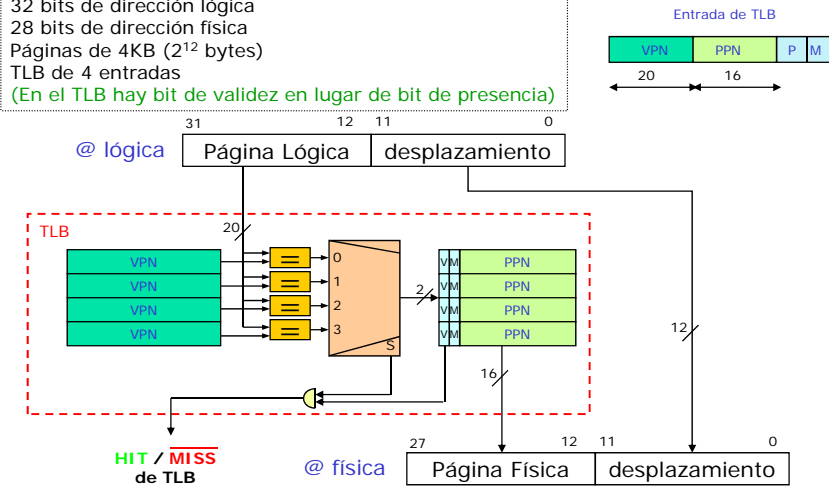 32 bits de dirección lógica
28 bits de dirección física
Páginas de 4KB (2¹² bytes)
TLB de 4 entradas
(En el TLB hay bit de validez en lugar de bit de presencia)
Entrada de TLB
VPN PPN P M
20 16
31 12 11 0
@ lógica Página Lógica desplazamiento
TLB
20
VPN = 0 V M PPN
VPN = 1 V M PPN
2
VPN = 2 V M PPN
VPN = 3 V M PPN
S
12
16
HIT / MISS
de TLB
27 12 11 0
@ física Página Física desplazamiento